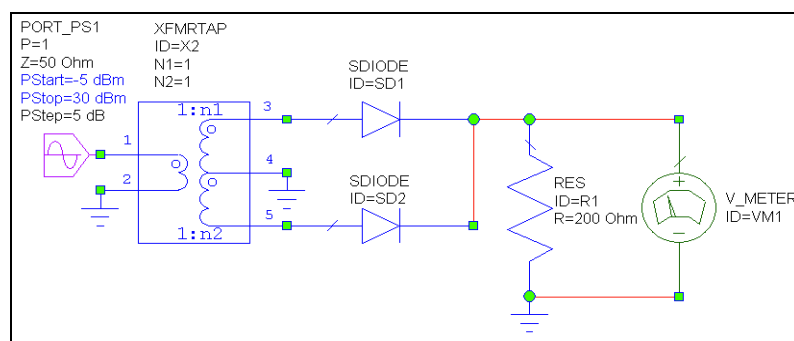 PORT_PS1
P=1
Z=50 Ohm
PStart=-5 dBm
PStop=30 dBm
PStep=5 dB
XFMRTAP
ID=X2
N1=1
N2=1
1:n1
3
1
2
4
5
1:n2
SDIODE
ID=SD1
SDIODE
ID=SD2
RES
ID=R1
R=200 Ohm
V_METER
ID=VM1
+
−